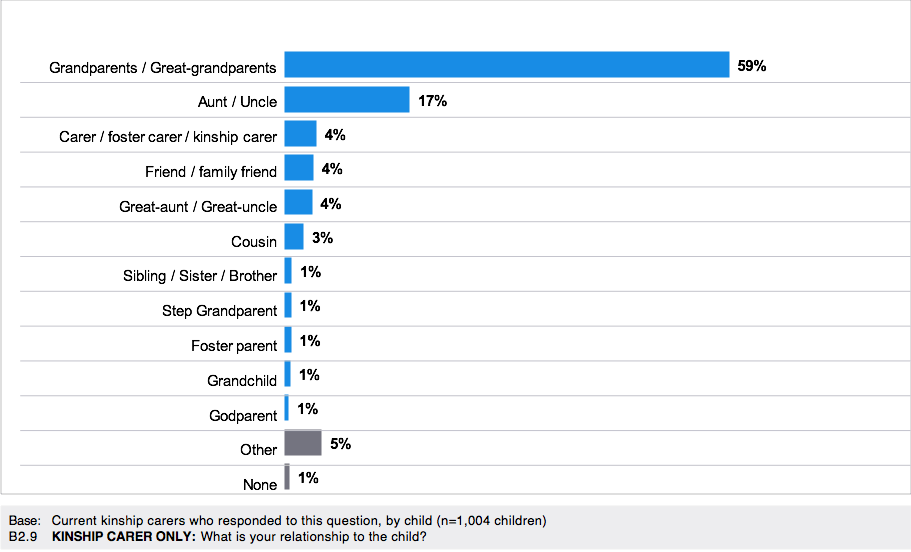 Grandparents / Great-grandparents 59%
Aunt / Uncle 17%
Carer / foster carer / kinship carer 4%
Friend / family friend 4%
Great-aunt / Great-uncle 4%
Cousin 3%
Sibling / Sister / Brother 1%
Step Grandparent 1%
Foster parent 1%
Grandchild 1%
Godparent 1%
Other 5%
None 1%
Base: Current kinship carers who responded to this question, by child (n=1,004 children)
B2.9 KINSHIP CARER ONLY: What is your relationship to the child?